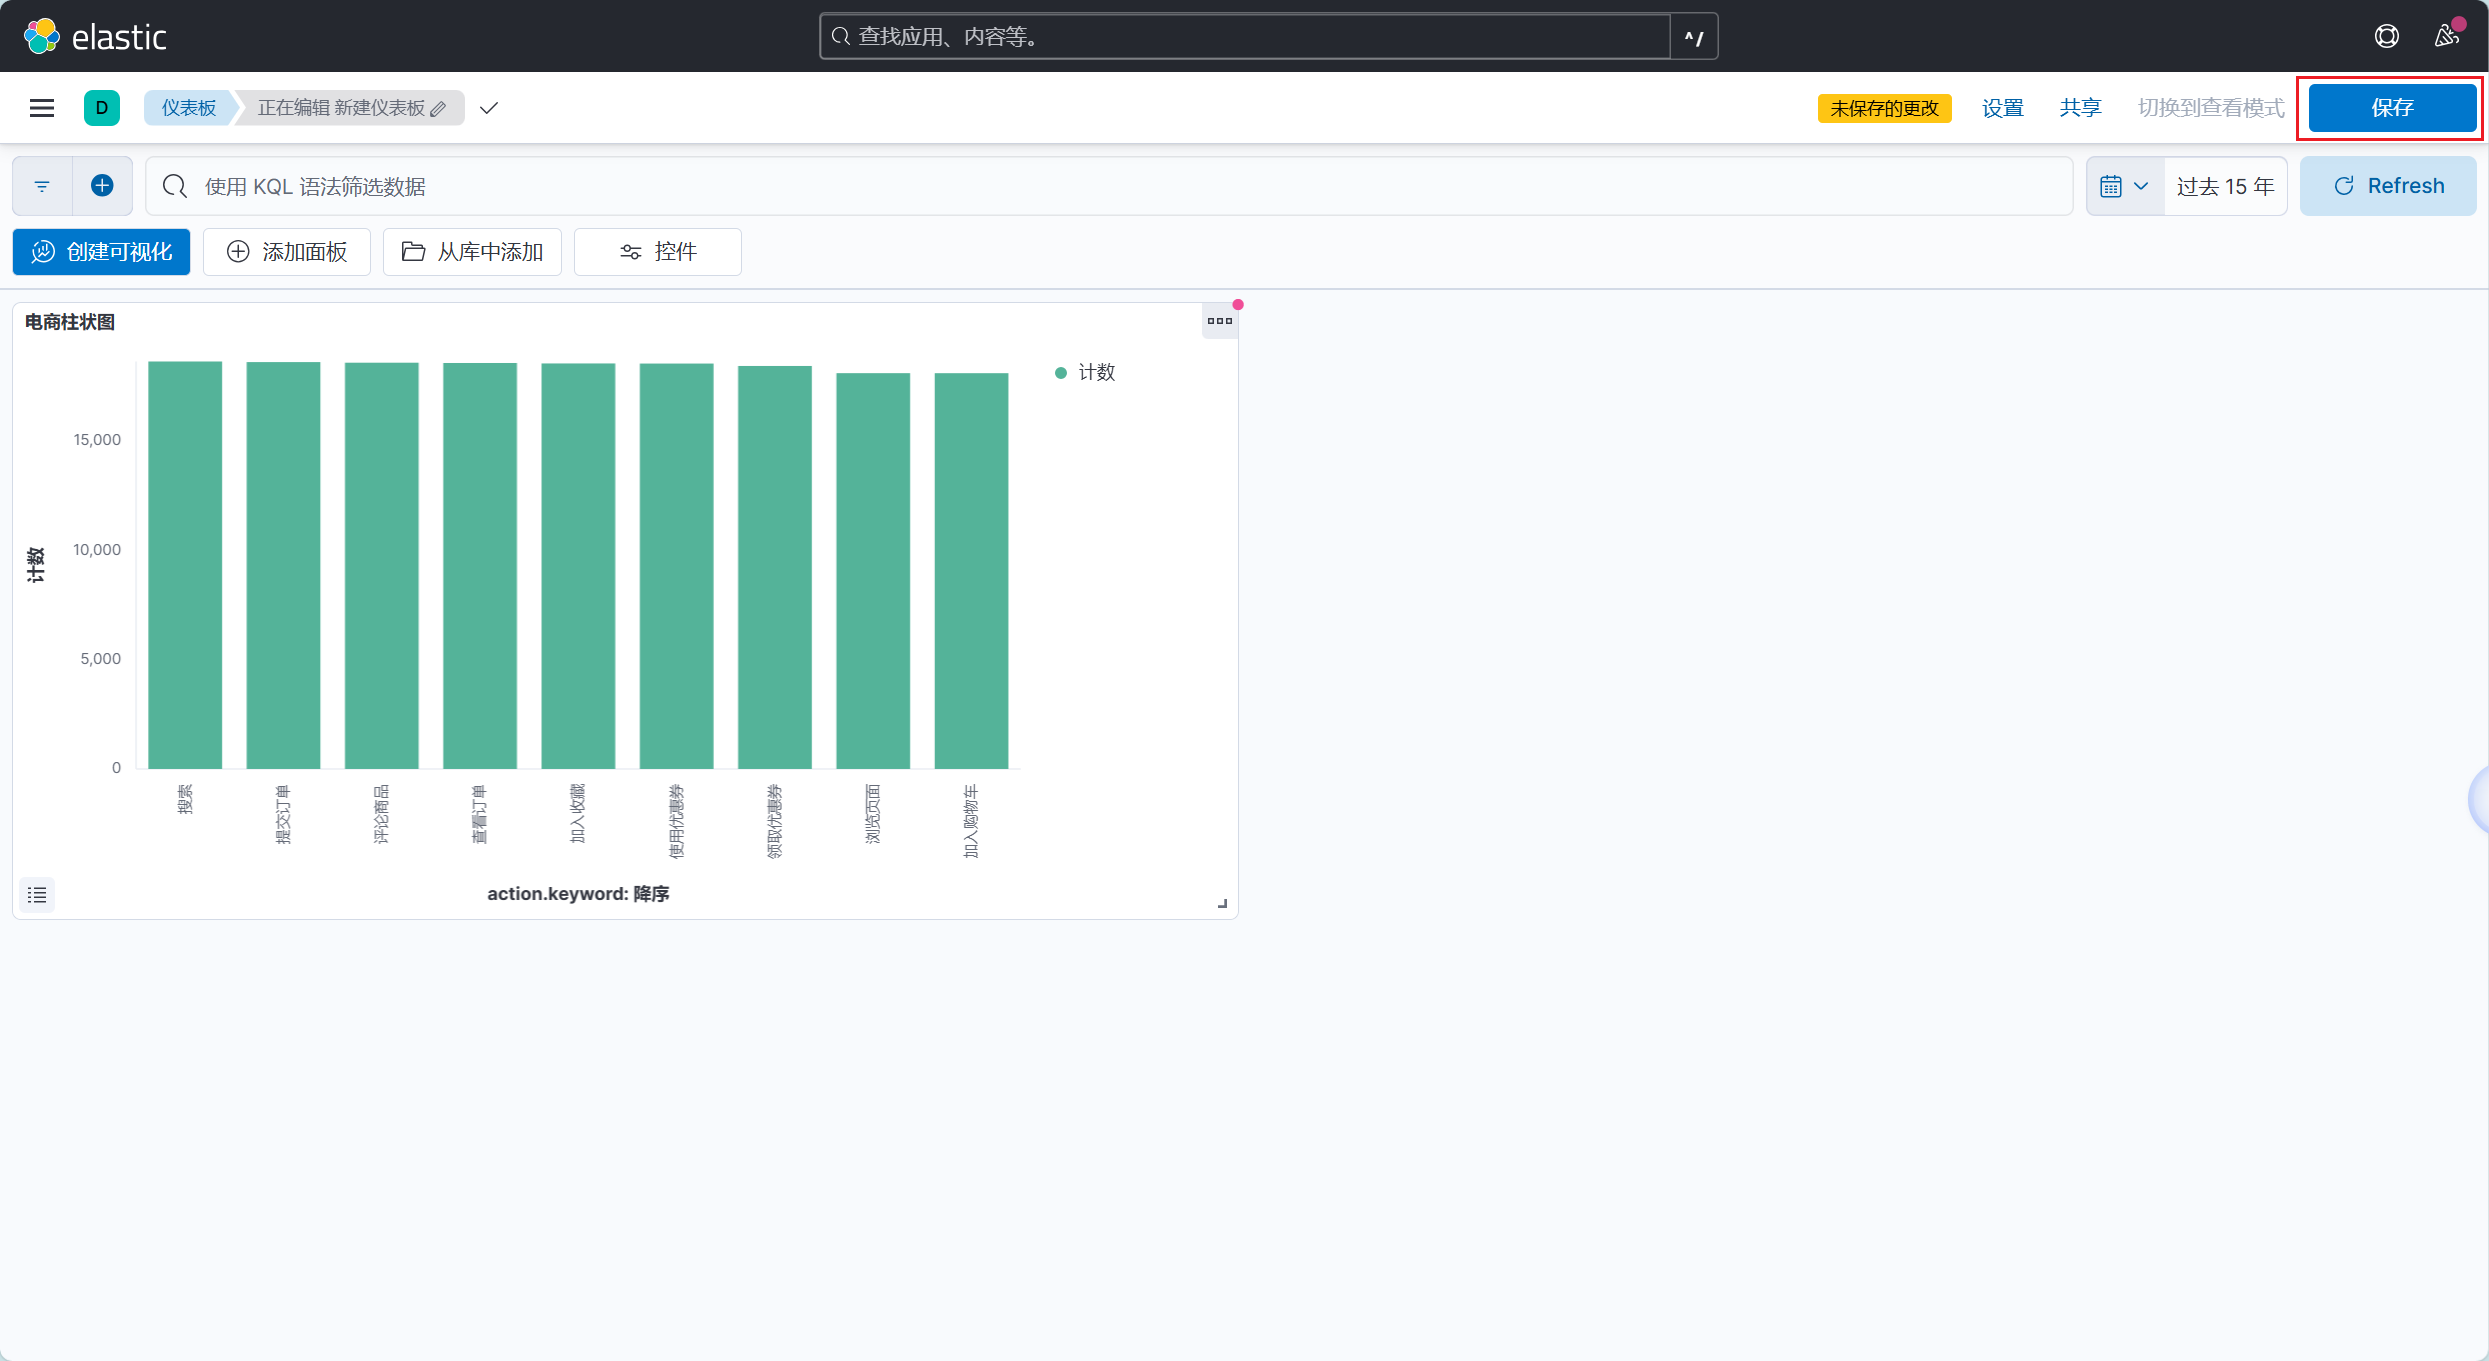 elastic
查找应用、内容等。
^/
D
仪表板
正在编辑 新建仪表板
未保存的更改
设置
共享
切换到查看模式
保存
使用 KQL 语法筛选数据
过去 15 年
Refresh
创建可视化
添加面板
从库中添加
控件
电商柱状图
计数
15,000
10,000
5,000
0
计数
搜索
提交订单
评论商品
查看订单
加入收藏
使用优惠券
领取优惠券
浏览页面
加入购物车
action.keyword: 降序